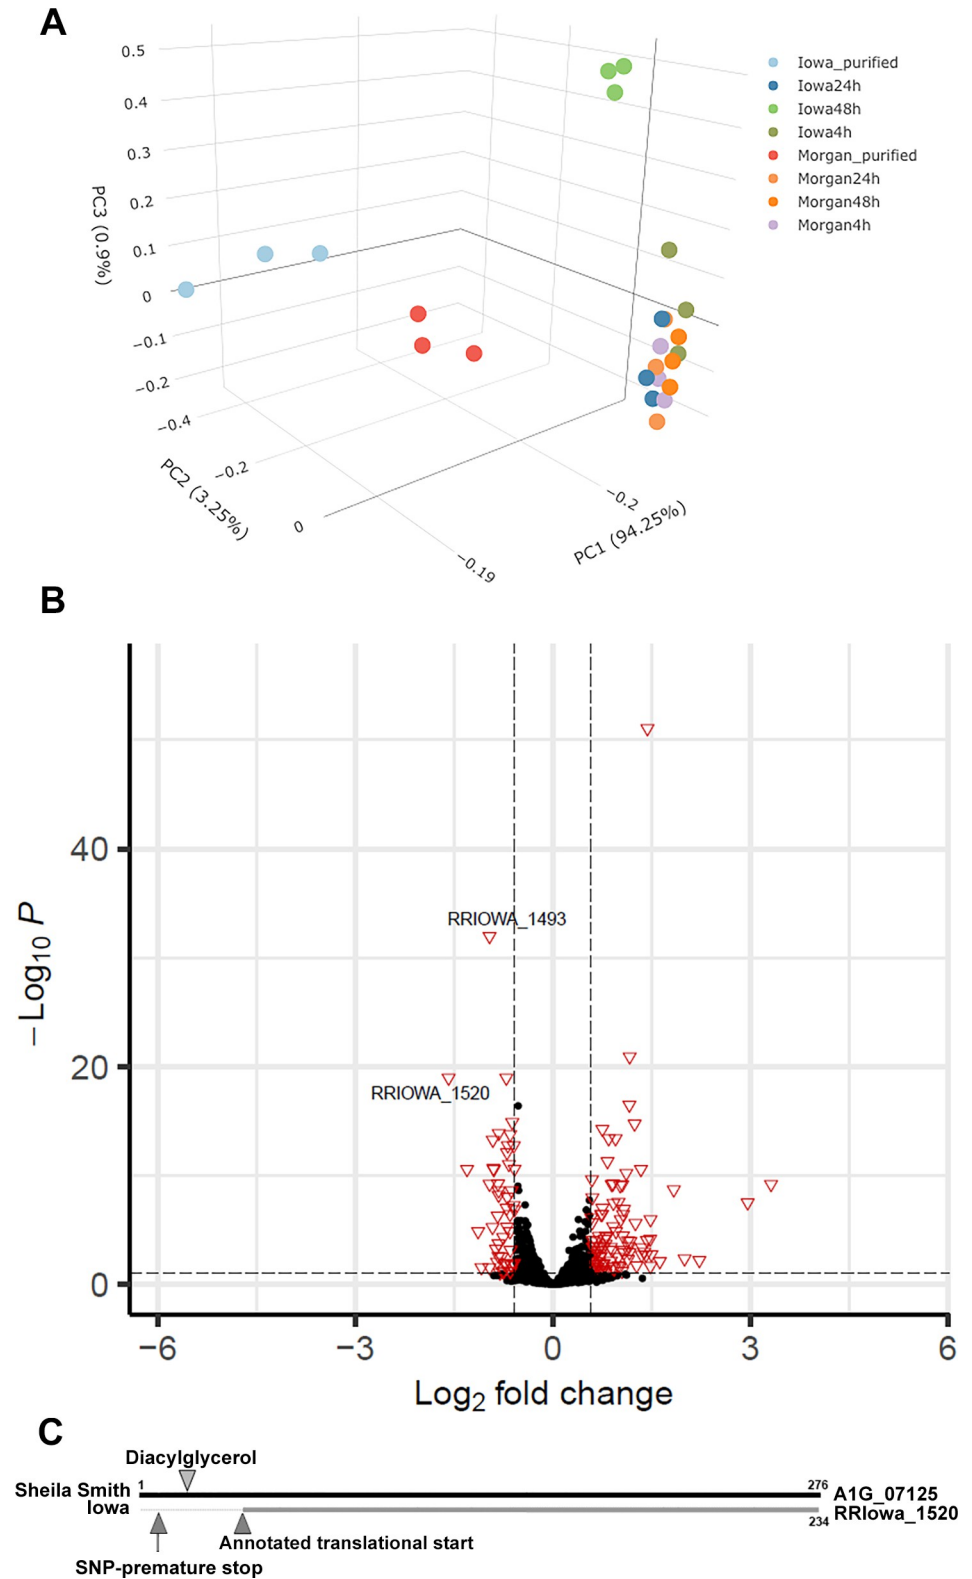 A
0.5
0.4
0.3
0.2
0.1
0
−0.1
−0.2
PC3 (0.9%)
−0.4
−0.2
0
PC2 (3.25%)
−0.2
−0.19
PC1 (94.25%)
Iowa_purified
Iowa24h
Iowa48h
Iowa4h
Morgan_purified
Morgan24h
Morgan48h
Morgan4h
B
−Log10 P
40
20
0
RRIOWA_1493
RRIOWA_1520
−6 −3 0 3 6
Log2 fold change
C
Diacylglycerol
Sheila Smith 1 276 A1G_07125
Iowa 234 RRIowa_1520
Annotated translational start
SNP-premature stop